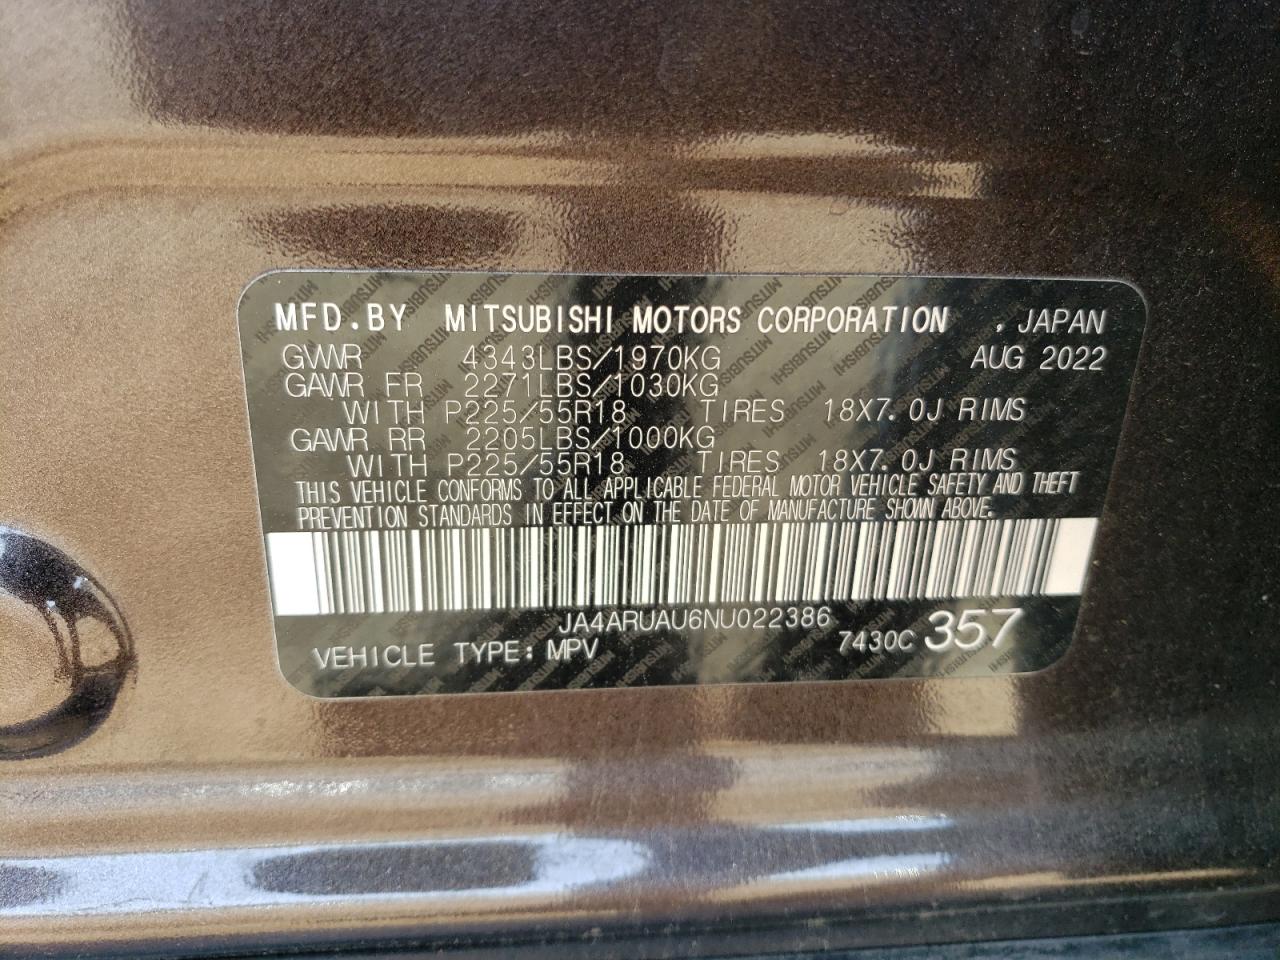 MFD.BY MITSUBISHI MOTORS CORPORATION , JAPAN
GVWR 4343LBS/1970KG AUG 2022
GAWR FR 2271LBS/1030KG
WITH P225/55R18 TIRES 18X7.0J RIMS
GAWR RR 2205LBS/1000KG
WITH P225/55R18 TIRES 18X7.0J RIMS
THIS VEHICLE CONFORMS TO ALL APPLICABLE FEDERAL MOTOR VEHICLE SAFETY AND THEFT
PREVENTION STANDARDS IN EFFECT ON THE DATE OF MANUFACTURE SHOWN ABOVE.
JA4ARUAU6NU022386
VEHICLE TYPE: MPV 7430C 357